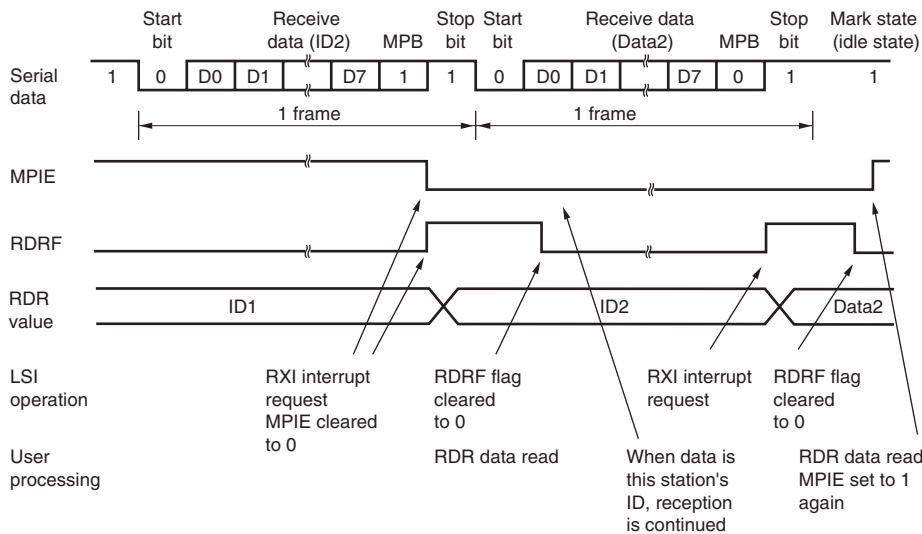 Start bit
Receive data (ID2)
MPB
Stop bit
Start bit
Receive data (Data2)
MPB
Stop bit
Mark state (idle state)
Serial data
1 0 D0 D1 D7 1 1 0 D0 D1 D7 0 1 1
1 frame
1 frame
MPIE
RDRF
RDR value
ID1
ID2
Data2
LSI operation
RXI interrupt request
MPIE cleared to 0
RDRF flag cleared to 0
RXI interrupt request
RDRF flag cleared to 0
User processing
RDR data read
When data is this station's ID, reception is continued
RDR data read
MPIE set to 1 again